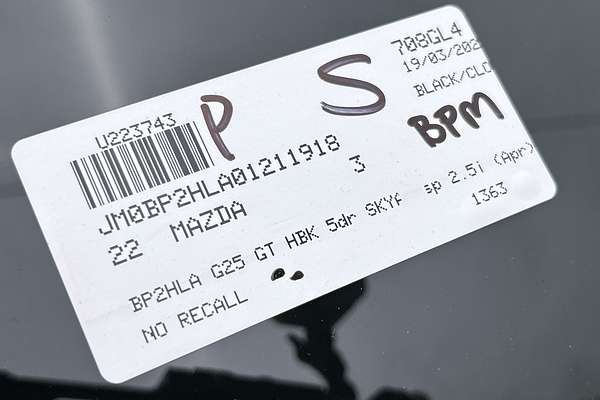 U223743
P S
708GL4
19/03/202
BLACK/CLO
BPM
JM0BP2HLA01211918
22 MAZDA 3
BP2HLA G25 GT HBK 5dr SKYA sp 2.5i (Apr)
NO RECALL 1363